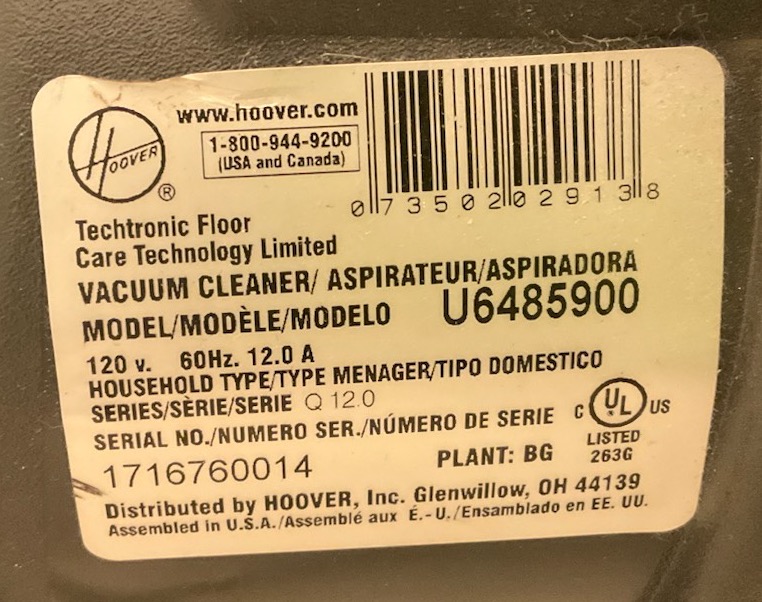 HOOVER
®
www.hoover.com
1-800-944-9200
(USA and Canada)
0 73502 02913 8
Techtronic Floor
Care Technology Limited
VACUUM CLEANER/ ASPIRATEUR/ASPIRADORA
MODEL/MODÈLE/MODELO U6485900
120 v. 60Hz. 12.0 A
HOUSEHOLD TYPE/TYPE MENAGER/TIPO DOMESTICO
SERIES/SÈRIE/SERIE Q 12.0
SERIAL NO./NUMERO SER./NÚMERO DE SERIE
C UL US
LISTED
263G
1716760014 PLANT: BG
Distributed by HOOVER, Inc. Glenwillow, OH 44139
Assembled in U.S.A./Assemblé aux É.-U./Ensamblado en EE. UU.